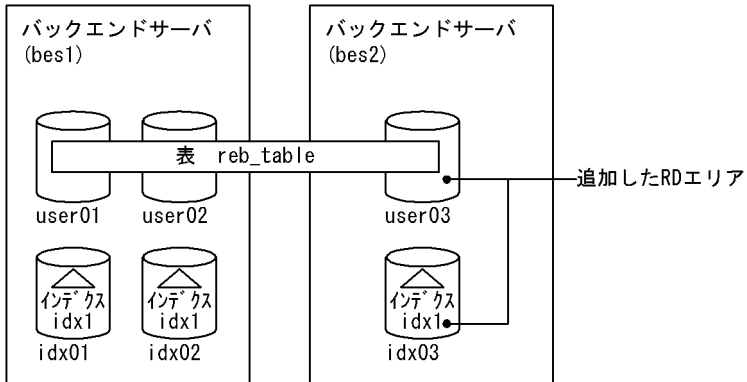 バックエンドサーバ
(bes1)
バックエンドサーバ
(bes2)
表 reb_table
追加したRDエリア
user01
user02
user03
インデクス
idx1
インデクス
idx1
インデクス
idx1
idx01
idx02
idx03